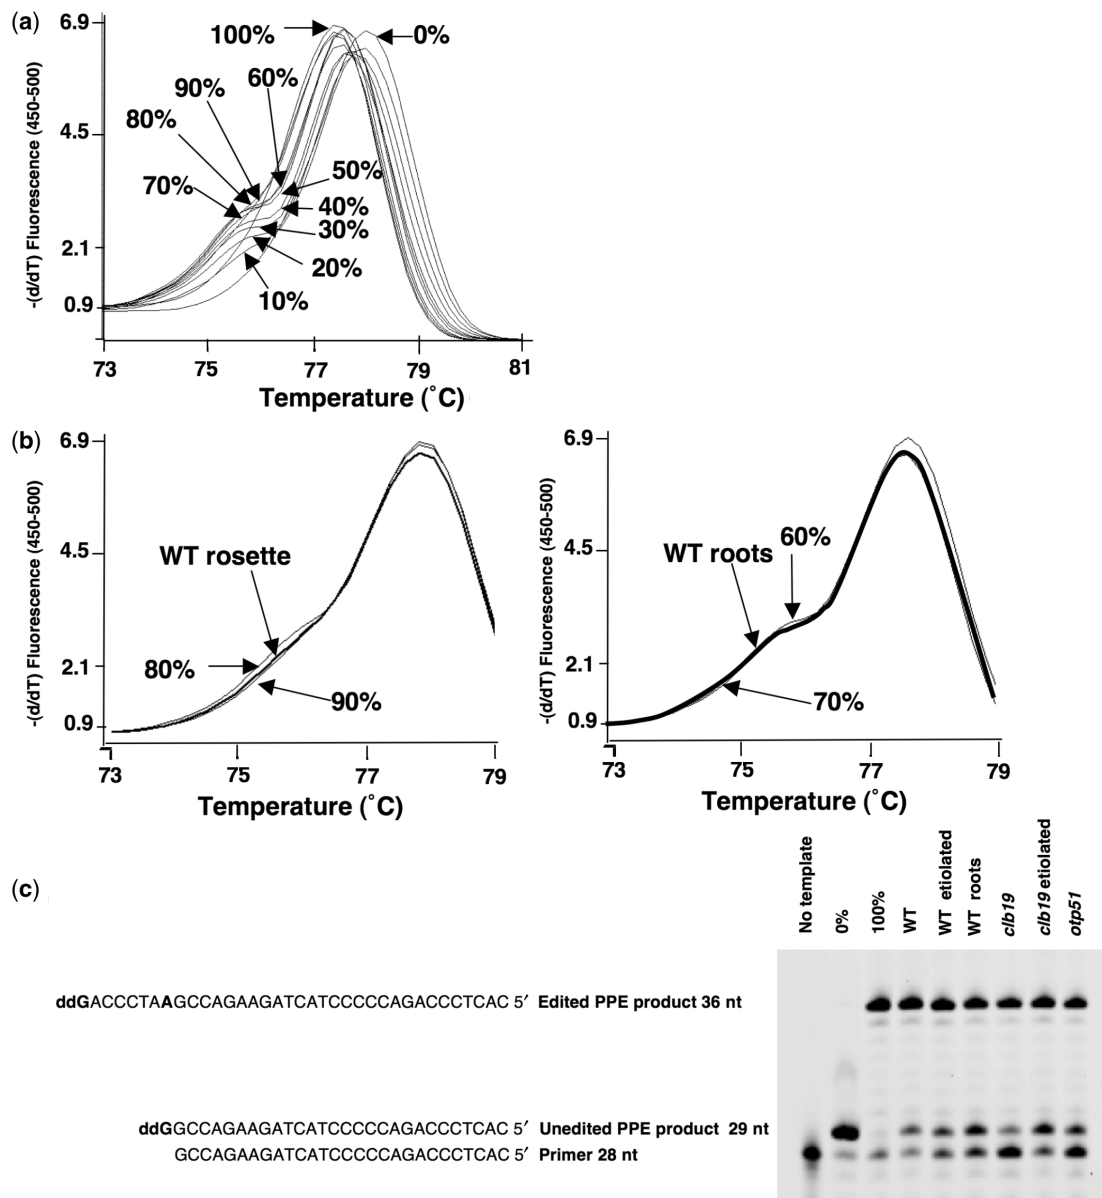 (a)
6.9
4.5
2.1
0.9
-(d/dT) Fluorescence (450-500)
100%
0%
90%
60%
80%
70%
50%
40%
30%
20%
10%
73 75 77 79 81
Temperature (˚C)
(b)
6.9
4.5
2.1
0.9
-(d/dT) Fluorescence (450-500)
WT rosette
80%
90%
73 75 77 79
Temperature (˚C)
6.9
4.5
2.1
0.9
-(d/dT) Fluorescence (450-500)
60%
WT roots
70%
73 75 77 79
Temperature (˚C)
(c)
No template
0%
100%
WT
WT etiolated
WT roots
clb19
clb19 etiolated
otp51
ddGACCCTAAGCCAGAAGATCATCCCCCAGACCCTCAC 5′ Edited PPE product 36 nt
ddGGCCAGAAGATCATCCCCCAGACCCTCAC 5′ Unedited PPE product 29 nt
GCCAGAAGATCATCCCCCAGACCCTCAC 5′ Primer 28 nt